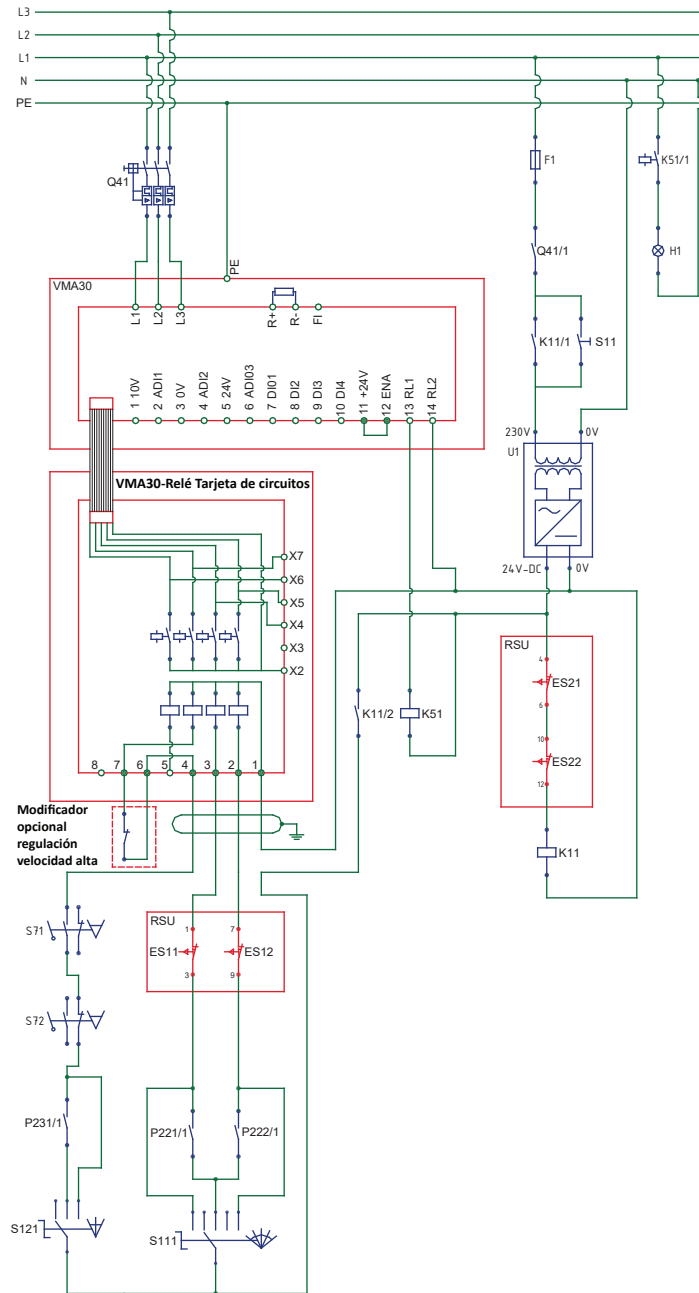 L3
L2
L1
N
PE
Q41
F1
K51/1
Q41/1
H1
K11/1
S11
PE
VMA30
L1
L2
L3
R+
R-
FI
1 10V
2 ADI1
3 0V
4 ADI2
5 24V
6 ADI03
7 DI01
8 DI2
9 DI3
10 DI4
11 +24V
12 ENA
13 RL1
14 RL2
230V
0V
U1
24V-DC
0V
VMA30-Relé Tarjeta de circuitos
X7
X6
X5
X4
X3
X2
8
7
6
5
4
3
2
1
K11/2
K51
RSU
4
ES21
6
10
ES22
12
K11
Modificador
opcional
regulación
velocidad alta
S71
RSU
1
7
ES11
ES12
3
9
S72
P231/1
P221/1
P222/1
S121
S111